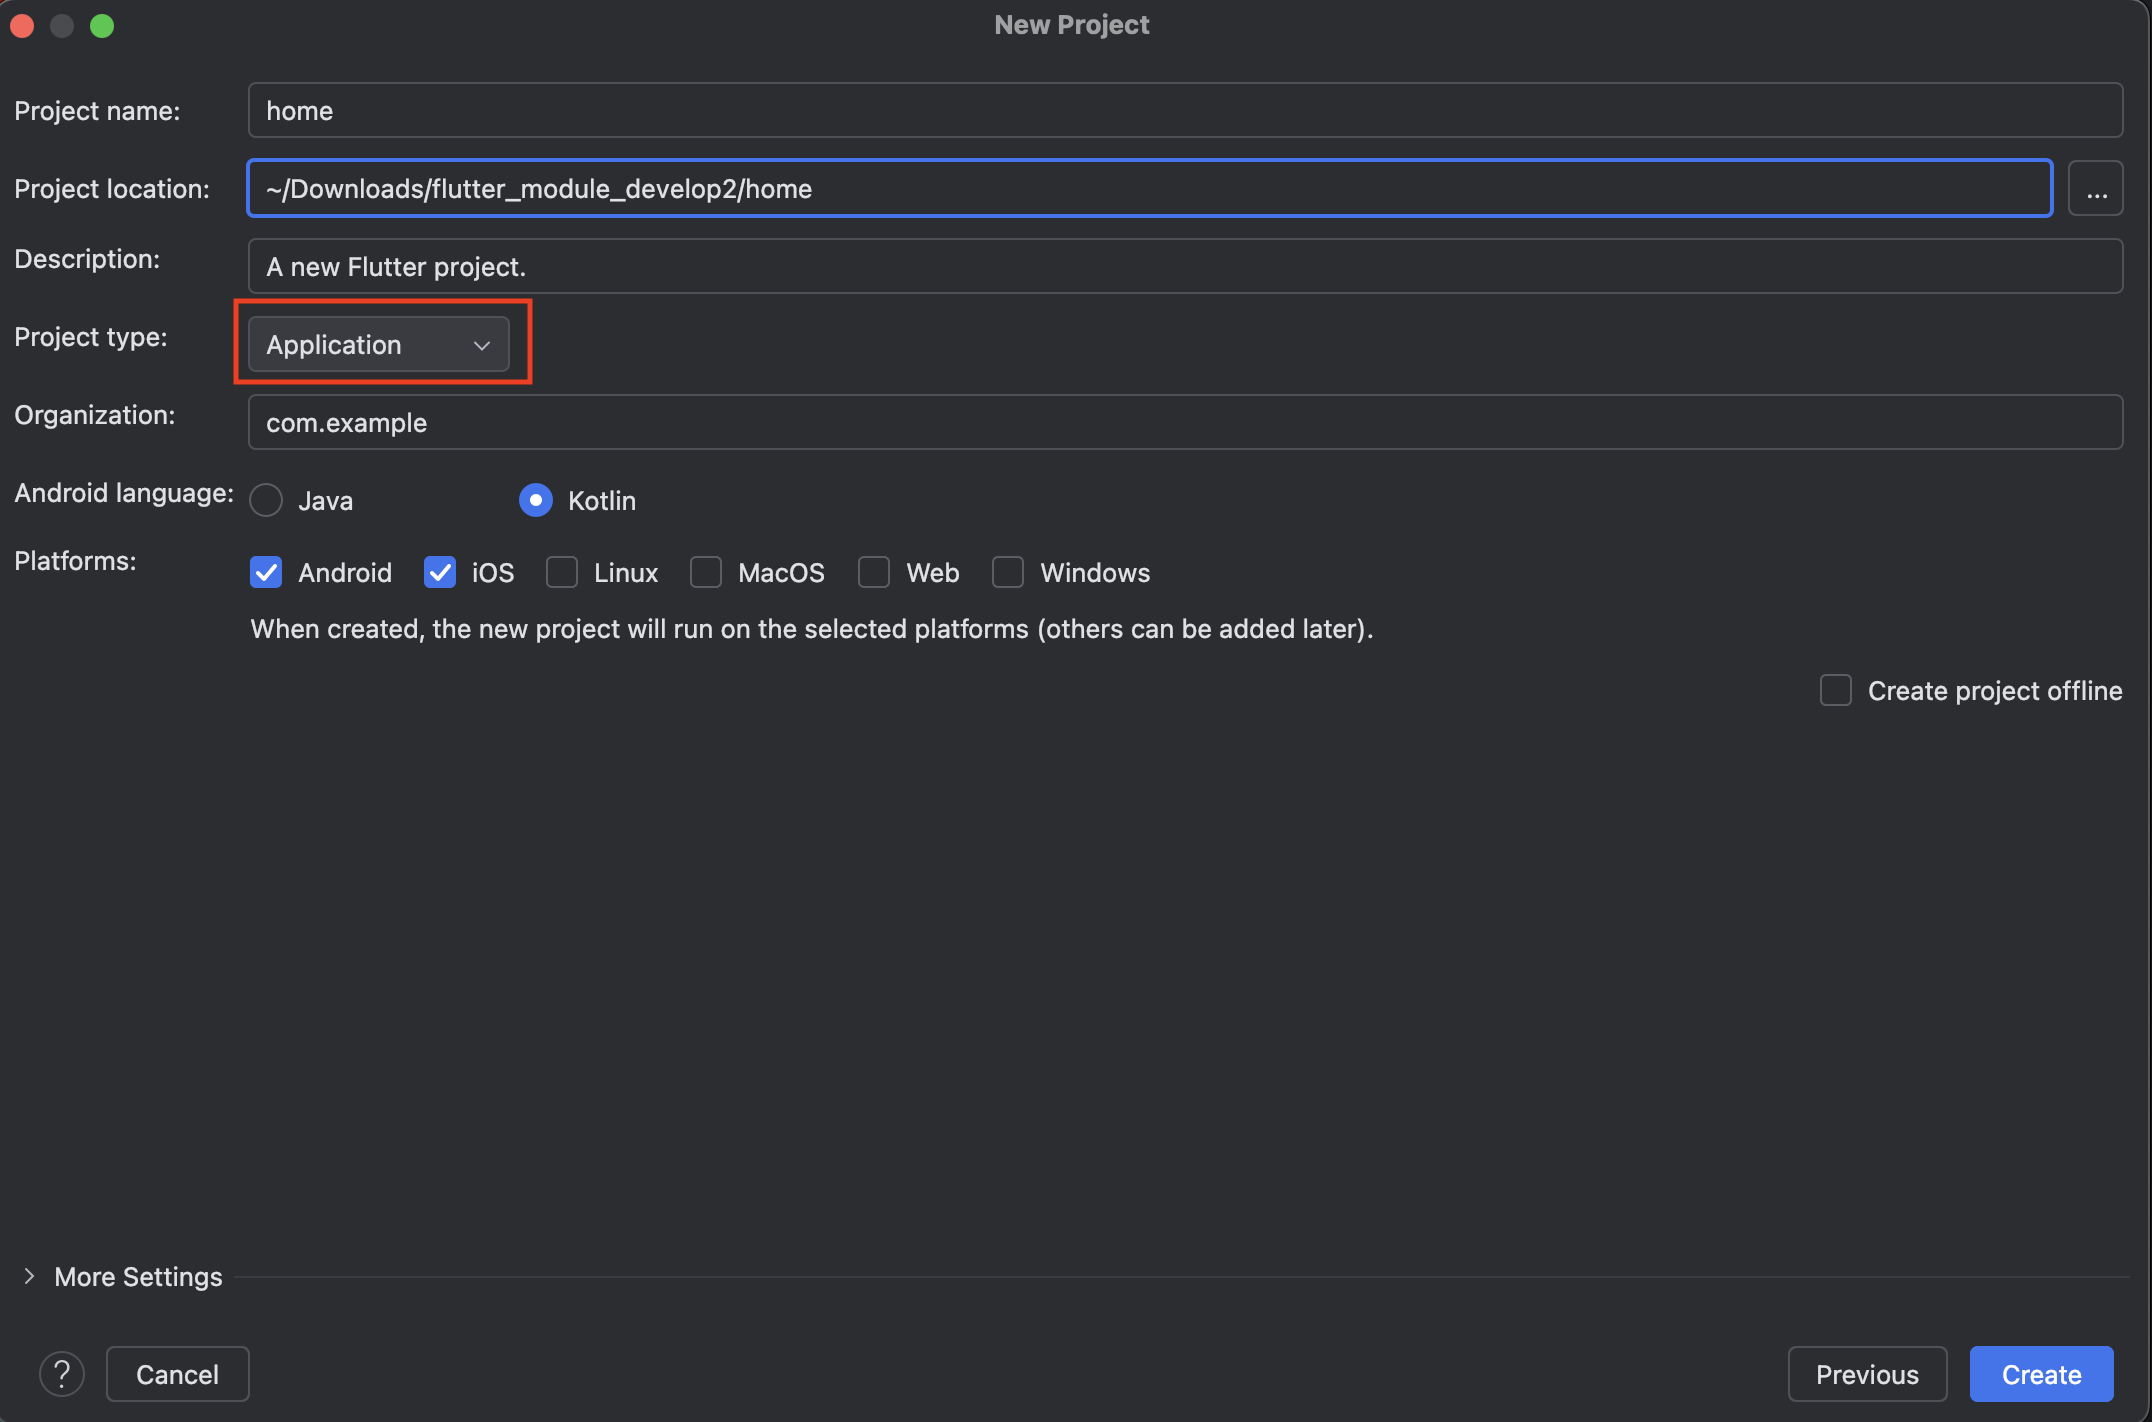 New Project
Project name: home
Project location: ~/Downloads/flutter_module_develop2/home ...
Description: A new Flutter project.
Project type: Application
Organization: com.example
Android language: Java Kotlin
Platforms: Android iOS Linux MacOS Web Windows
When created, the new project will run on the selected platforms (others can be added later).
Create project offline
More Settings
? Cancel Previous Create